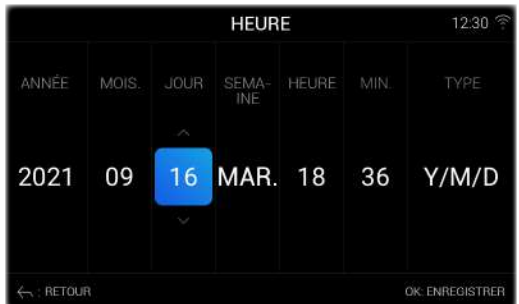 HEURE 12:30
ANNÉE MOIS. JOUR SEMA-
INE HEURE MIN. TYPE
2021 09 16 MAR. 18 36 Y/M/D
: RETOUR OK: ENREGISTRER